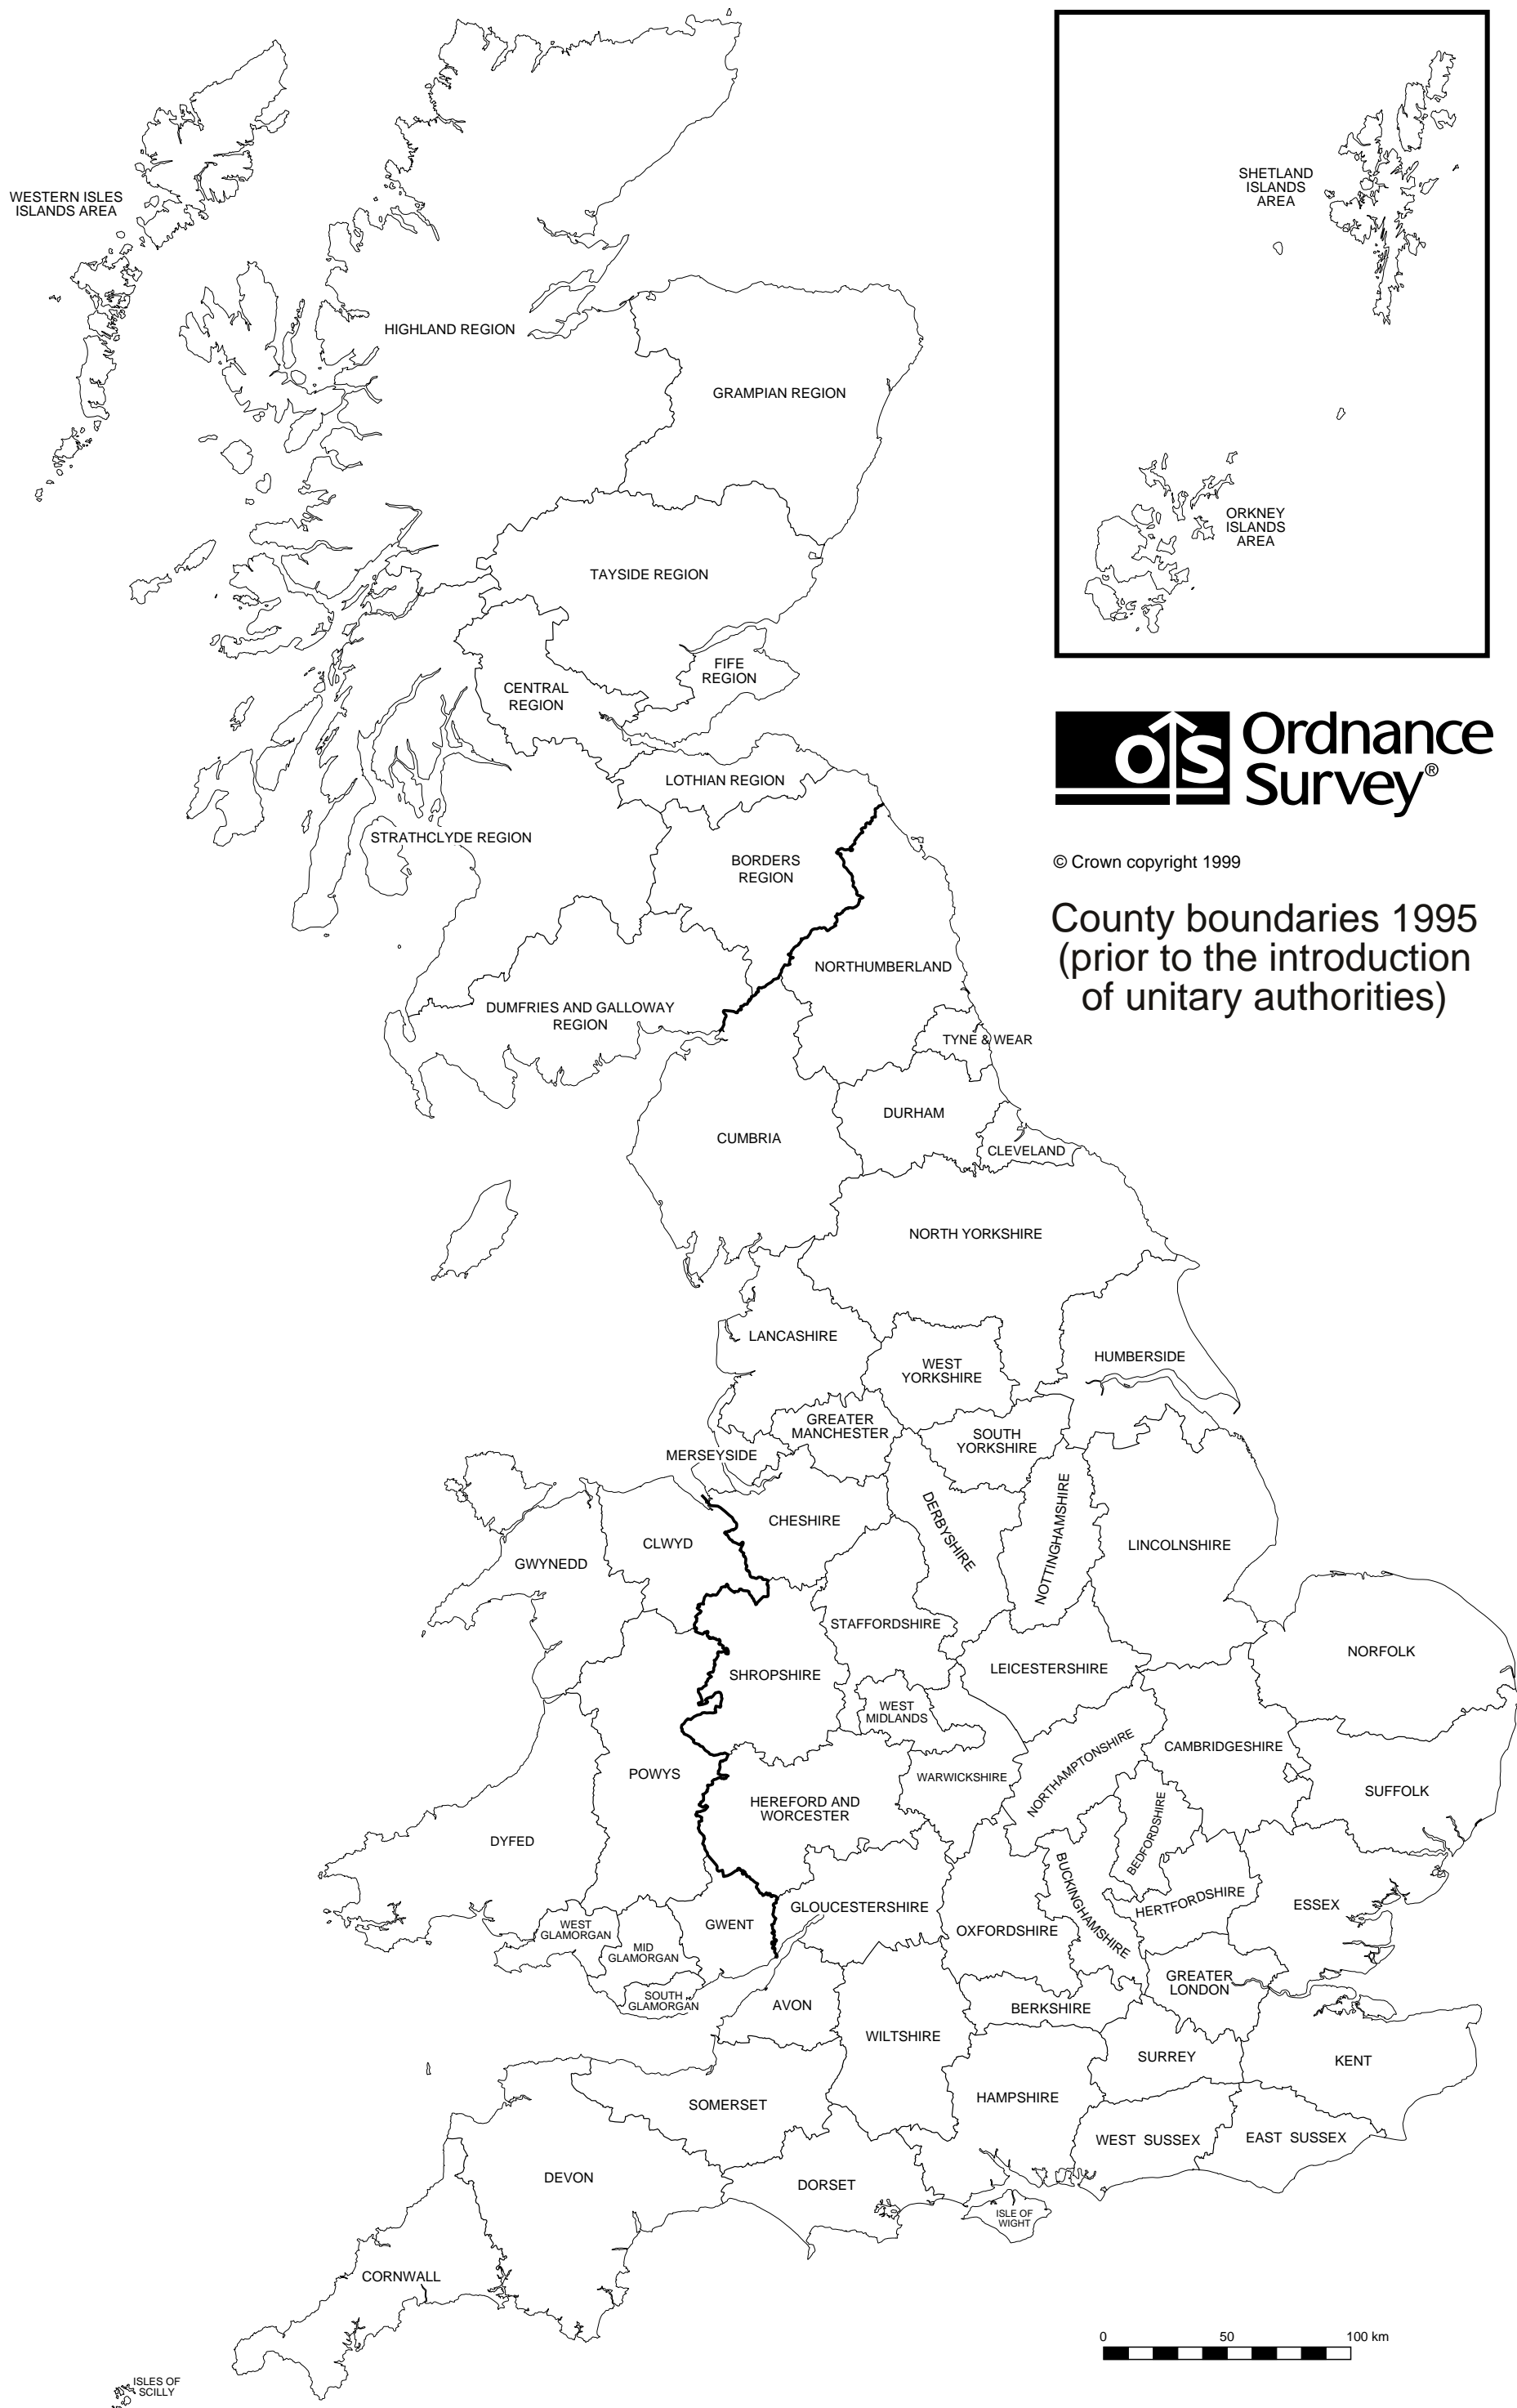 WESTERN ISLES
ISLANDS AREA
SHETLAND
ISLANDS
AREA
HIGHLAND REGION
GRAMPIAN REGION
ORKNEY
ISLANDS
AREA
TAYSIDE REGION
FIFE
REGION
CENTRAL
REGION
OS
Ordnance
Survey®
LOTHIAN REGION
STRATHCLYDE REGION
BORDERS
REGION
© Crown copyright 1999
County boundaries 1995
(prior to the introduction
of unitary authorities)
NORTHUMBERLAND
DUMFRIES AND GALLOWAY
REGION
TYNE & WEAR
DURHAM
CUMBRIA
CLEVELAND
NORTH YORKSHIRE
LANCASHIRE
WEST
YORKSHIRE
HUMBERSIDE
GREATER
MANCHESTER
SOUTH
YORKSHIRE
MERSEYSIDE
CHESHIRE
DERBYSHIRE
NOTTINGHAMSHIRE
LINCOLNSHIRE
CLWYD
GWYNEDD
STAFFORDSHIRE
NORFOLK
SHROPSHIRE
LEICESTERSHIRE
WEST
MIDLANDS
NORTHAMPTONSHIRE
CAMBRIDGESHIRE
POWYS
WARWICKSHIRE
SUFFOLK
HEREFORD AND
WORCESTER
BEDFORDSHIRE
DYFED
BUCKINGHAMSHIRE
HERTFORDSHIRE
ESSEX
GLOUCESTERSHIRE
GWENT
OXFORDSHIRE
WEST
GLAMORGAN
MID
GLAMORGAN
SOUTH
GLAMORGAN
GREATER
LONDON
AVON
BERKSHIRE
WILTSHIRE
SURREY
KENT
SOMERSET
HAMPSHIRE
WEST SUSSEX
EAST SUSSEX
DEVON
DORSET
ISLE OF
WIGHT
CORNWALL
0 50 100 km
ISLES OF
SCILLY